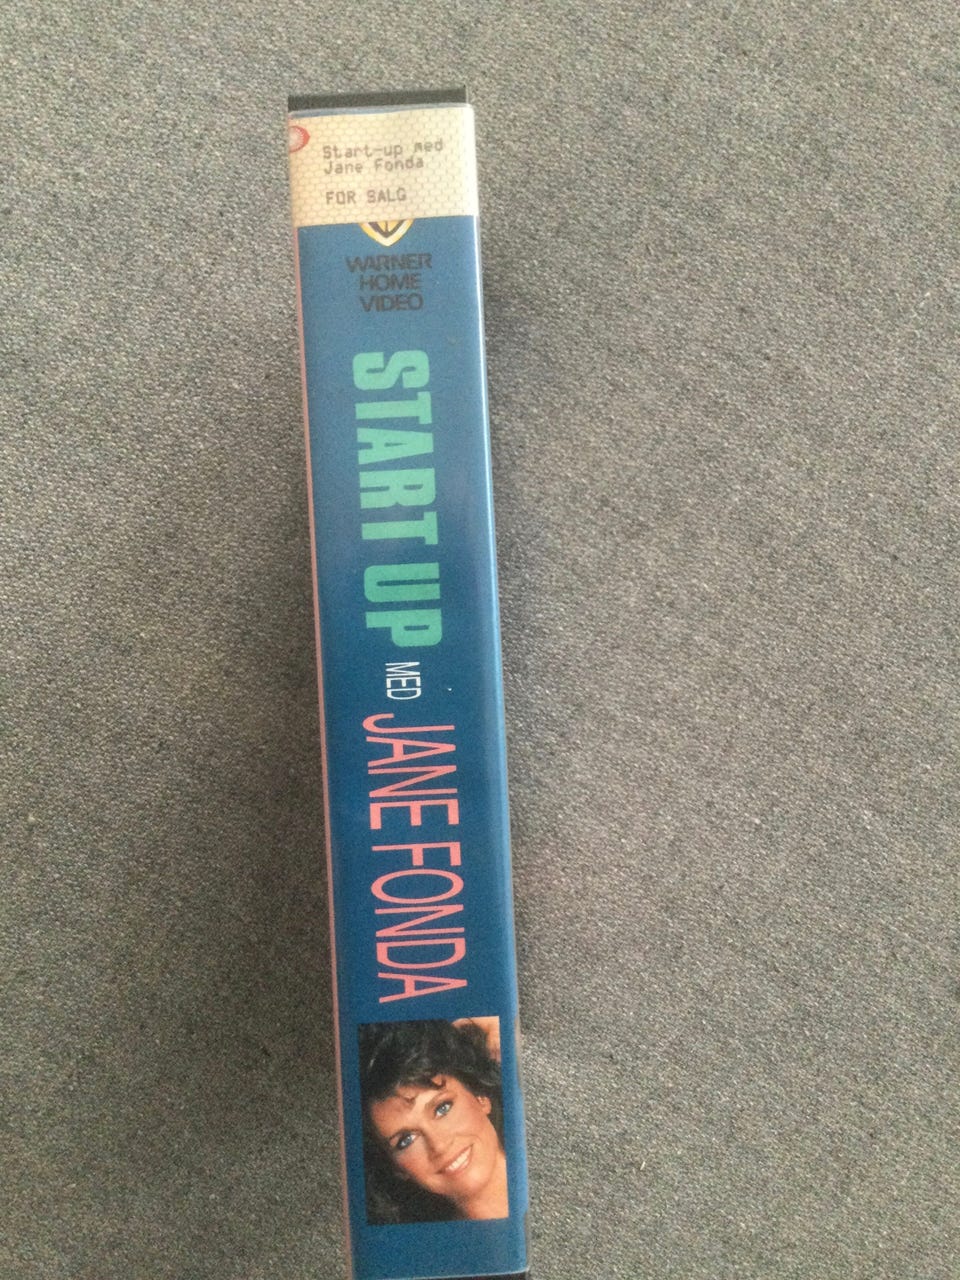 Start-up med
Jane Fonda
FOR SALG
WARNER
HOME
VIDEO
START UP MED JANE FONDA